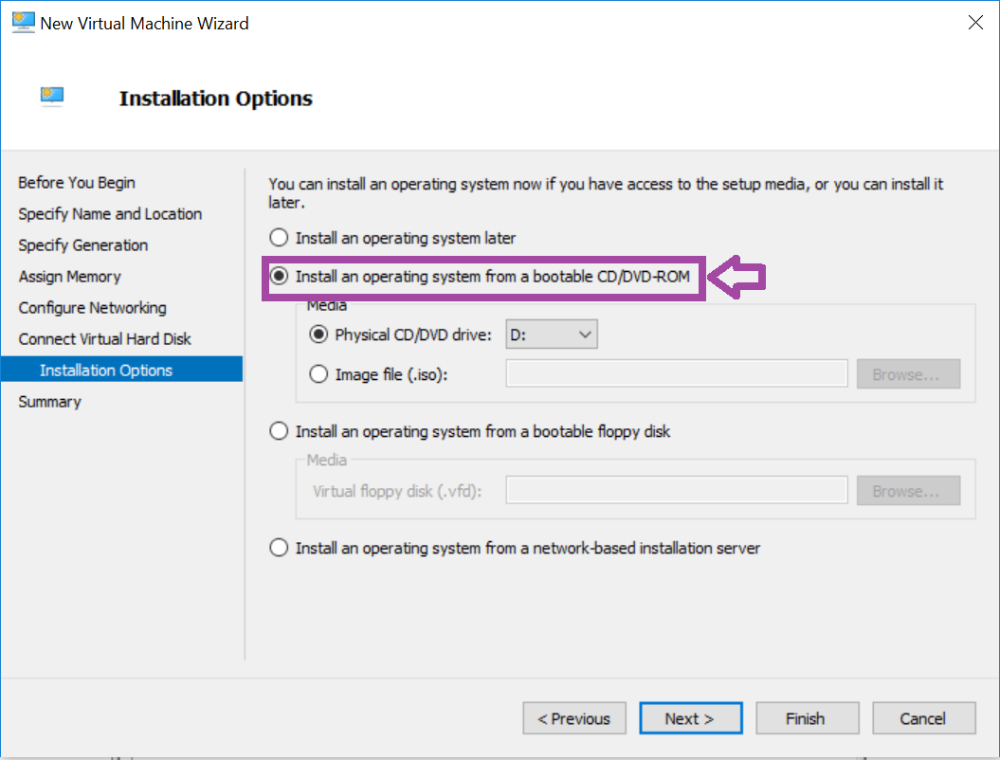 New Virtual Machine Wizard
Installation Options
Before You Begin
Specify Name and Location
Specify Generation
Assign Memory
Configure Networking
Connect Virtual Hard Disk
Installation Options
Summary
You can install an operating system now if you have access to the setup media, or you can install it
later.
Install an operating system later
Install an operating system from a bootable CD/DVD-ROM
Media
Physical CD/DVD drive: D:
Image file (.iso): Browse...
Install an operating system from a bootable floppy disk
Media
Virtual floppy disk (.vfd): Browse...
Install an operating system from a network-based installation server
< Previous Next > Finish Cancel